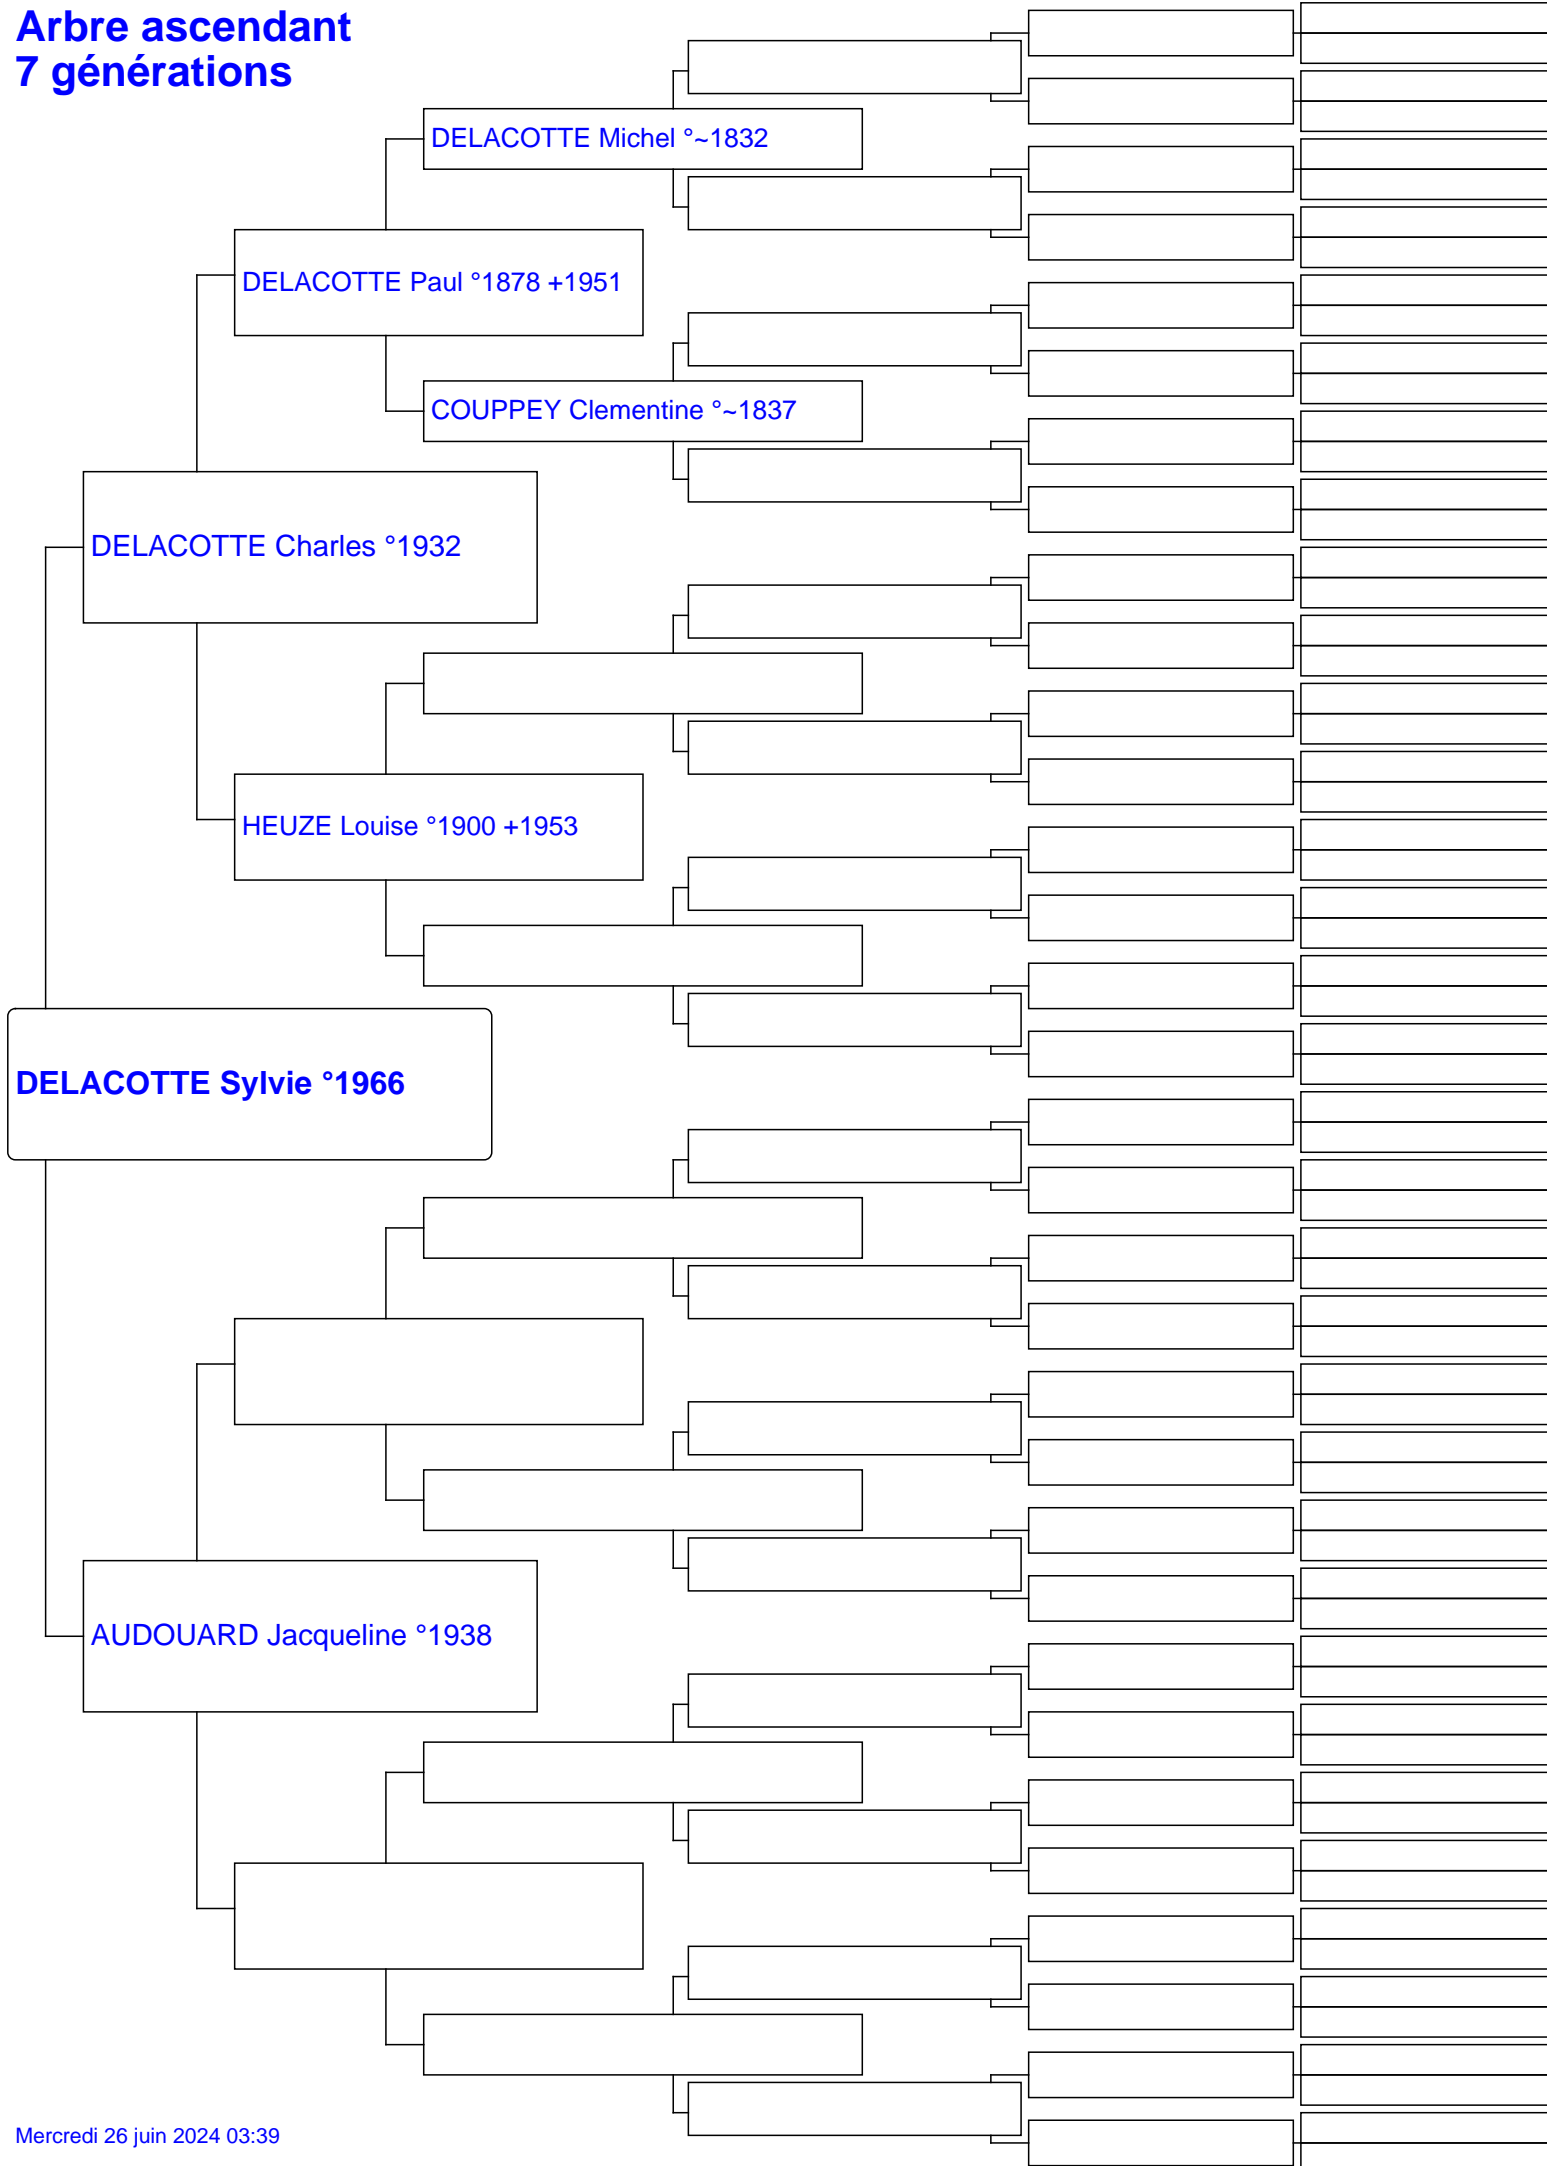 Arbre ascendant
7 générations
DELACOTTE Michel °~1832
DELACOTTE Paul °1878 +1951
COUPPEY Clementine °~1837
DELACOTTE Charles °1932
HEUZE Louise °1900 +1953
DELACOTTE Sylvie °1966
AUDOUARD Jacqueline °1938
Mercredi 26 juin 2024 03:39